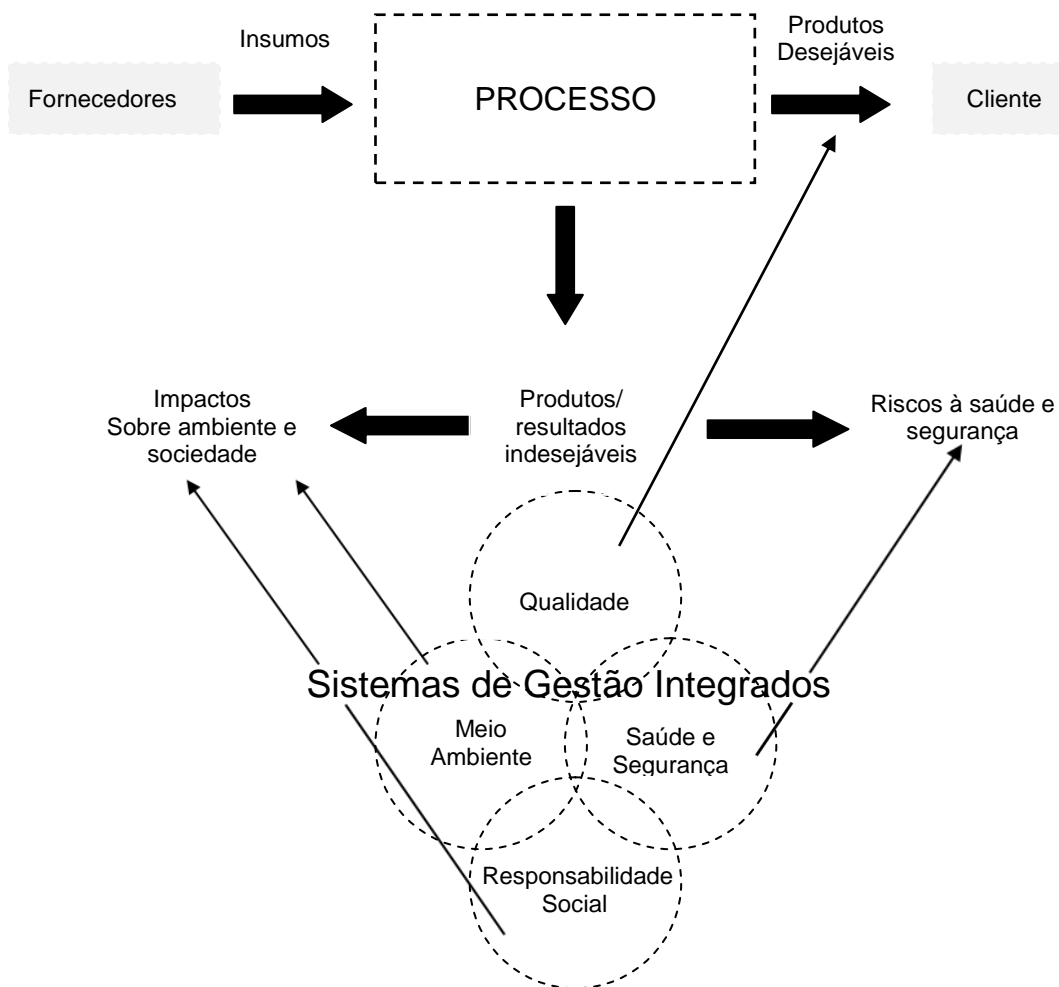 Insumos
Produtos
Desejáveis
Fornecedores
PROCESSO
Cliente
Impactos
Sobre ambiente e
sociedade
Produtos/
resultados
indesejáveis
Riscos à saúde e
segurança
Qualidade
Sistemas de Gestão Integrados
Meio
Ambiente
Saúde e
Segurança
Responsabilidade
Social